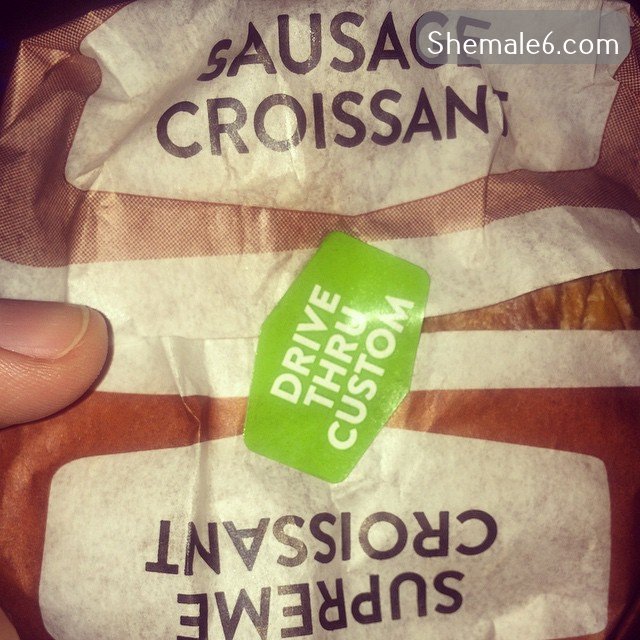 Shemale6.com
SAUSAGE
CROISSANT
DRIVE
THRU
CUSTOM
SUPREME
CROISSANT